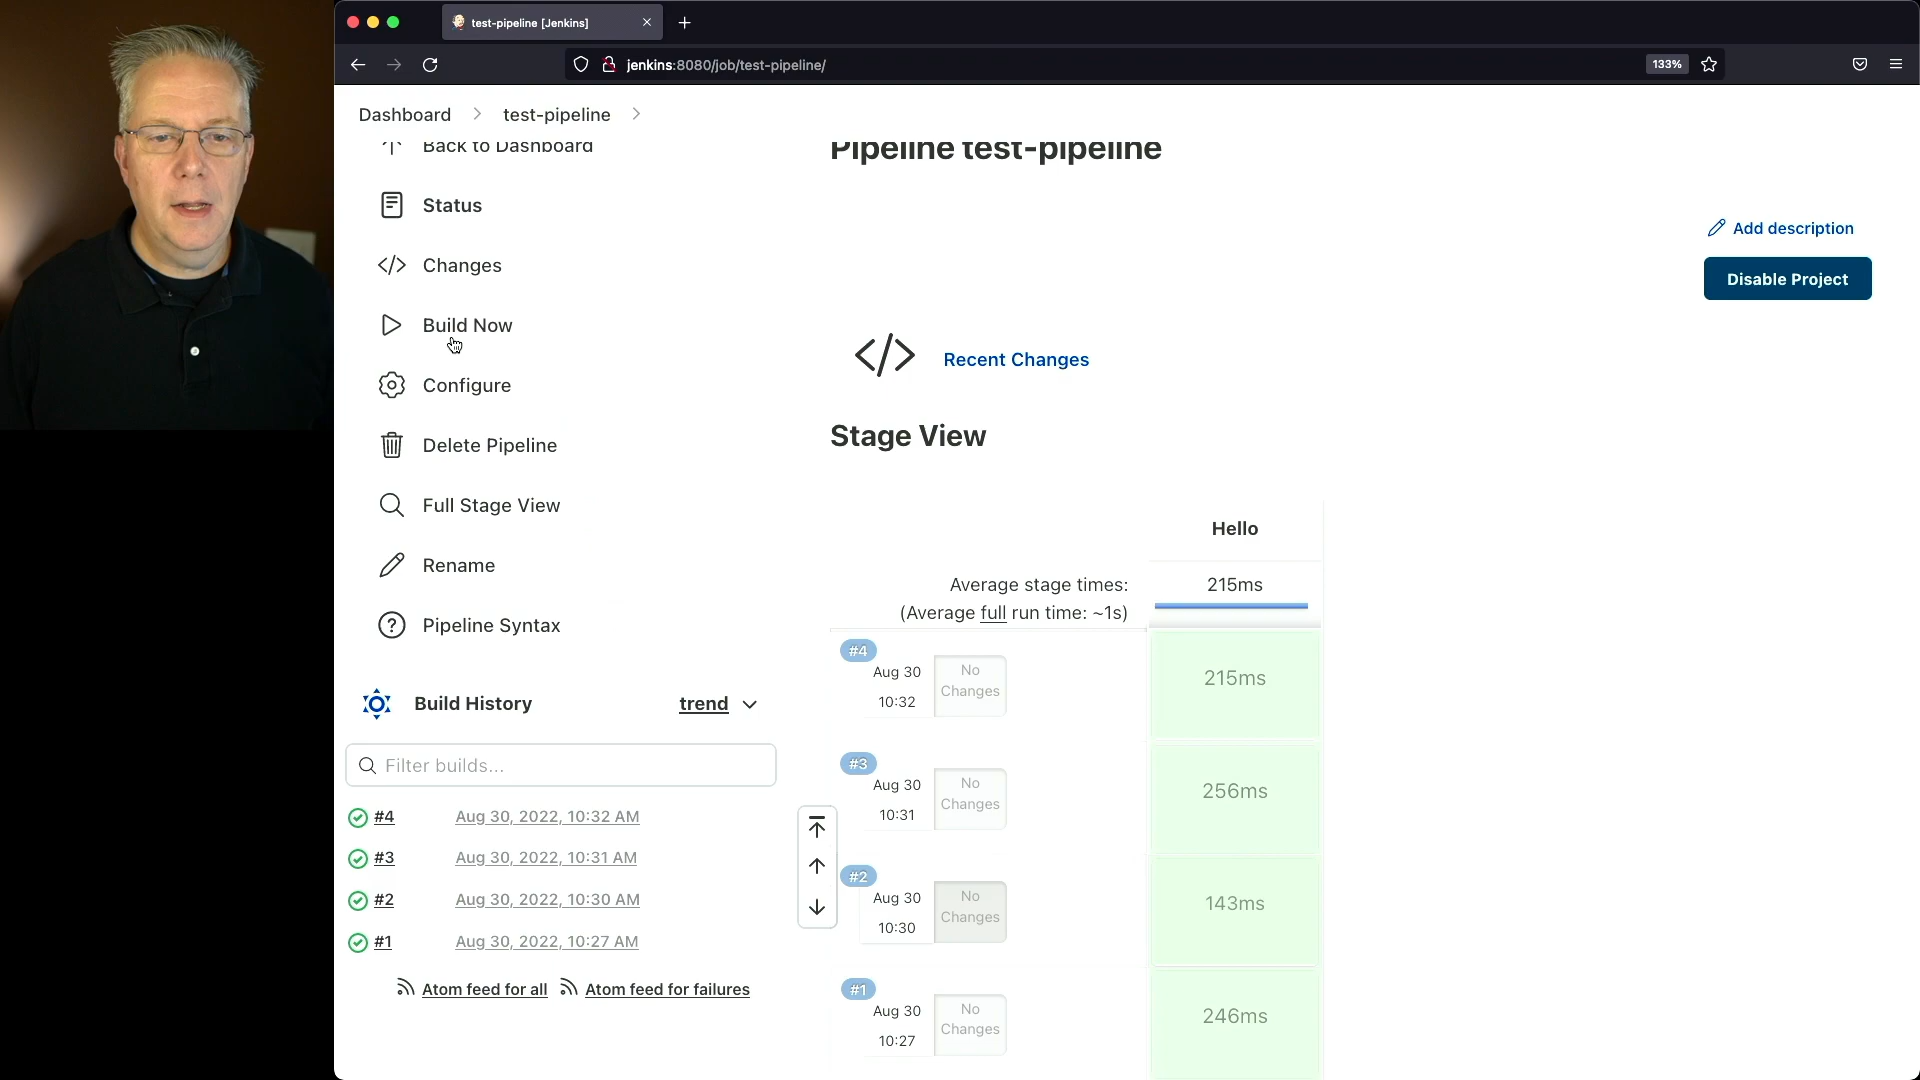 test-pipeline [Jenkins]
jenkins:8080/job/test-pipeline/
133%
Dashboard
test-pipeline
Back to Dashboard
Status
Changes
Build Now
Configure
Delete Pipeline
Full Stage View
Rename
Pipeline Syntax
Build History
trend
Filter builds...
#4 Aug 30, 2022, 10:32 AM
#3 Aug 30, 2022, 10:31 AM
#2 Aug 30, 2022, 10:30 AM
#1 Aug 30, 2022, 10:27 AM
Atom feed for all
Atom feed for failures
Pipeline test-pipeline
Add description
Disable Project
</> Recent Changes
Stage View
Hello
Average stage times:
215ms
(Average full run time: ~1s)
#4
Aug 30
10:32
No
Changes
215ms
#3
Aug 30
10:31
No
Changes
256ms
#2
Aug 30
10:30
No
Changes
143ms
#1
Aug 30
10:27
No
Changes
246ms